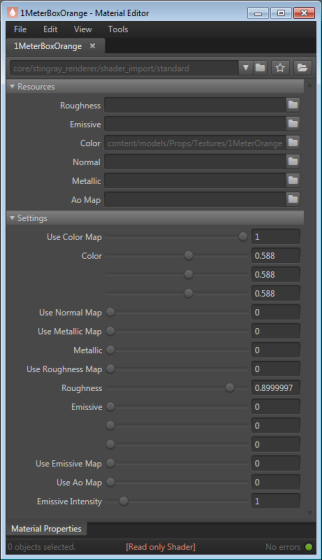 1MeterBoxOrange - Material Editor
File Edit View Tools
1MeterBoxOrange ×
core/stingray_renderer/shader_import/standard
Resources
Roughness
Emissive
Color content/models/Props/Textures/1MeterOrange
Normal
Metallic
Ao Map
Settings
Use Color Map 1
Color 0.588
0.588
0.588
Use Normal Map 0
Use Metallic Map 0
Metallic 0
Use Roughness Map 0
Roughness 0.8999997
Emissive 0
0
0
Use Emissive Map 0
Use Ao Map 0
Emissive Intensity 1
Material Properties
0 objects selected. [Read only Shader] No errors